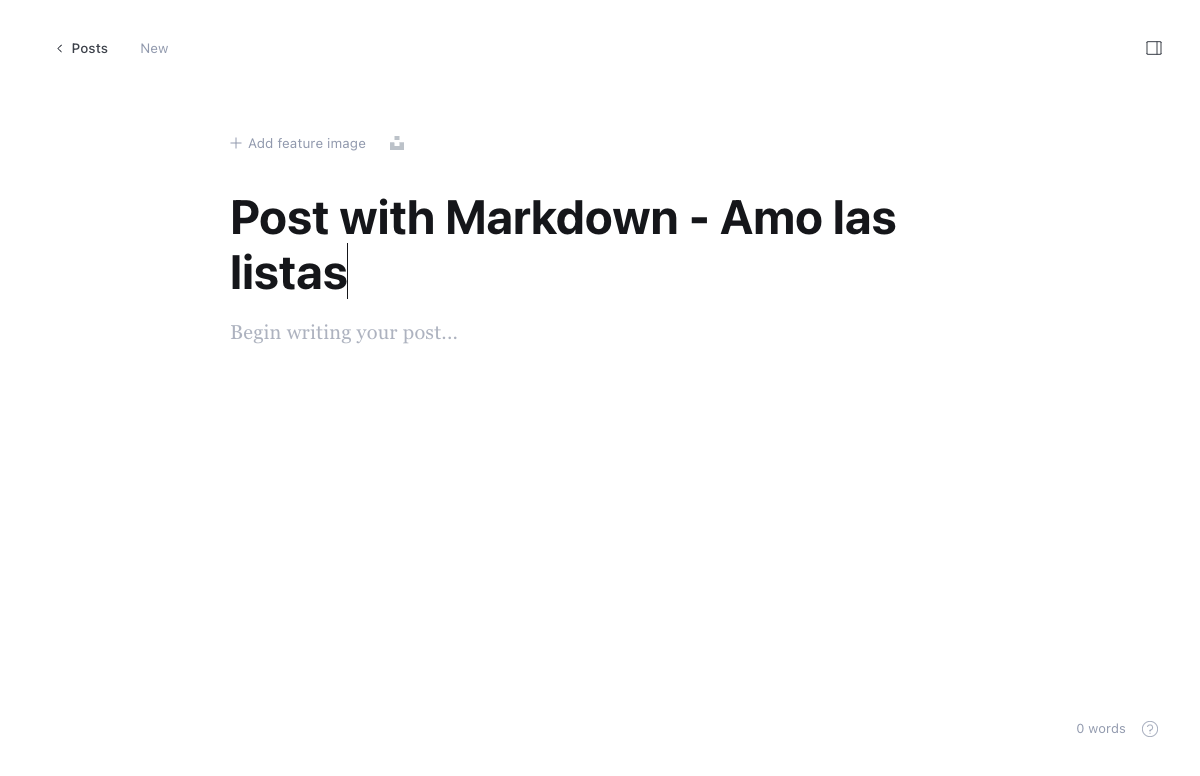 Posts
New
Add feature image
Post with Markdown - Amo las
listas
Begin writing your post...
0 words
?